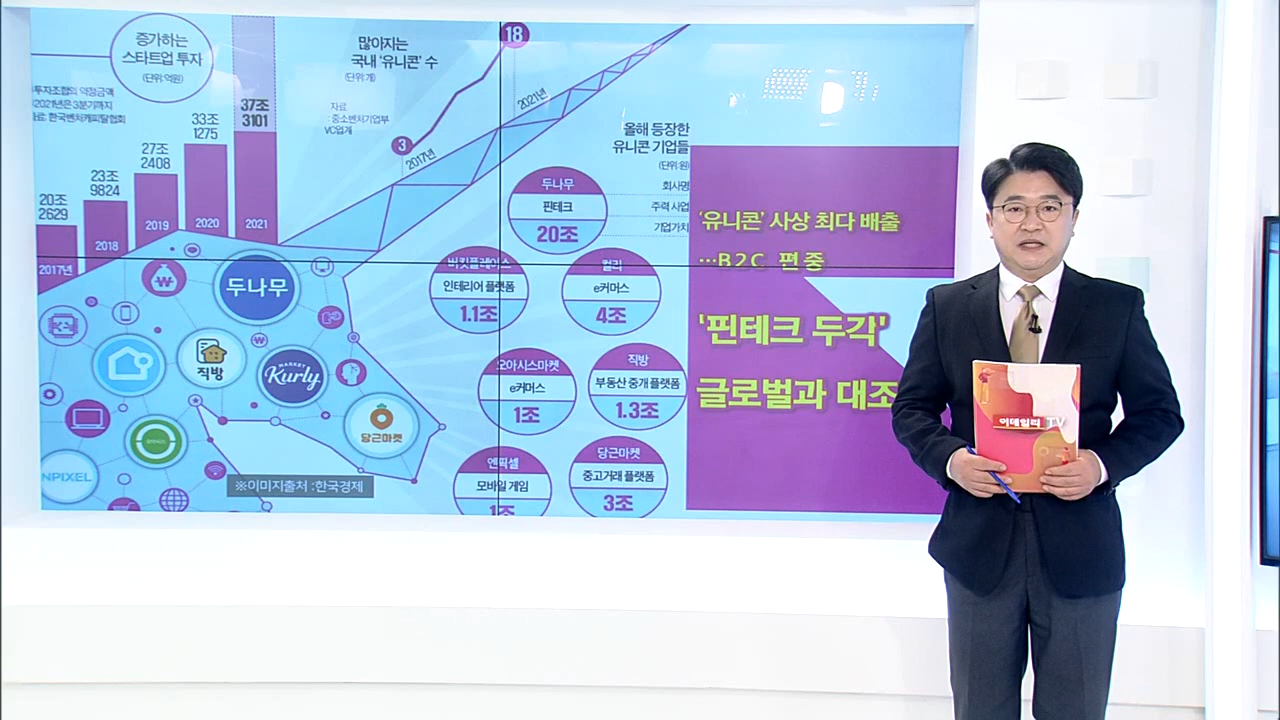 증가하는
스타트업 투자
(단위: 억원)
투자조합의 약정금액
2021년은 3분기까지
자료: 한국벤처캐피탈협회
20조
2629
2017년
23조
9824
2018
27조
2408
2019
33조
1275
2020
37조
3101
2021
많아지는
국내 '유니콘' 수
(단위: 개)
자료
: 중소벤처기업부
VC업계
3
2017년
18
2021년
올해 등장한
유니콘 기업들
(단위: 원)
회사명
주력 사업
기업가치
두나무
핀테크
20조
버킷플레이스
인테리어 플랫폼
1.1조
컬리
e커머스
4조
오아시스마켓
e커머스
1조
직방
부동산 중개 플랫폼
1.3조
엔픽셀
모바일 게임
1조
당근마켓
중고거래 플랫폼
3조
두나무
직방
MARKET
Kurly
당근마켓
NPIXEL
※이미지출처 :한국경제
'유니콘' 사상 최다 배출
…B2C 편중
'핀테크 두각'
글로벌과 대조
이데일리 TV